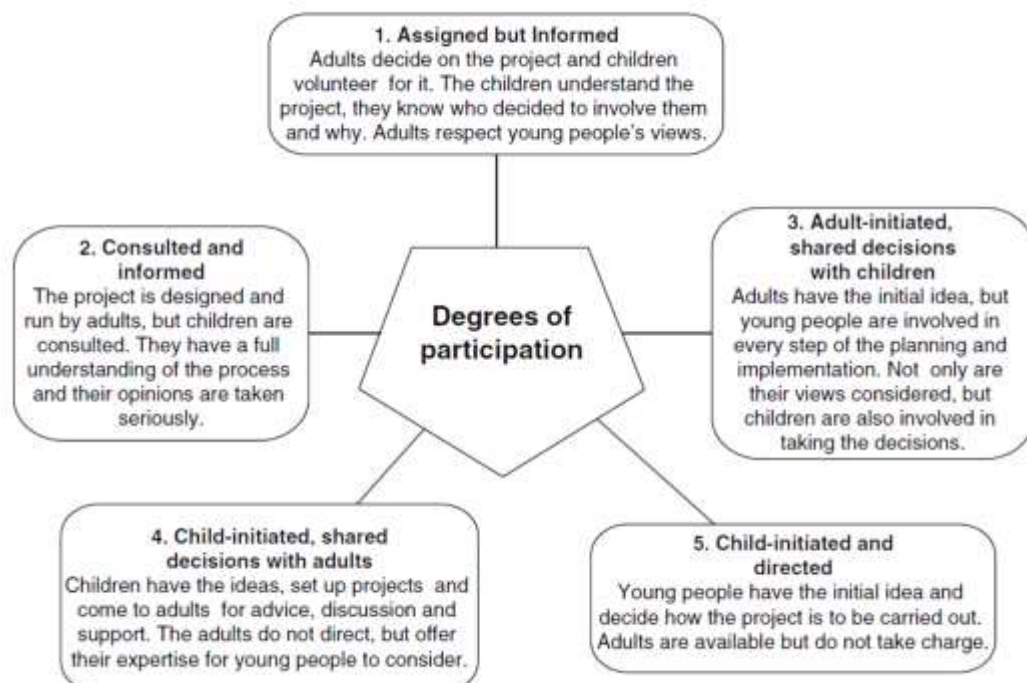 1. Assigned but Informed
Adults decide on the project and children
volunteer for it. The children understand the
project, they know who decided to involve them
and why. Adults respect young people's views.
2. Consulted and
informed
The project is designed and
run by adults, but children are
consulted. They have a full
understanding of the process
and their opinions are taken
seriously.
Degrees of
participation
3. Adult-initiated,
shared decisions
with children
Adults have the initial idea, but
young people are involved in
every step of the planning and
implementation. Not only are
their views considered, but
children are also involved in
taking the decisions.
4. Child-initiated, shared
decisions with adults
Children have the ideas, set up projects and
come to adults for advice, discussion and
support. The adults do not direct, but offer
their expertise for young people to consider.
5. Child-initiated and
directed
Young people have the initial idea and
decide how the project is to be carried out.
Adults are available but do not take charge.